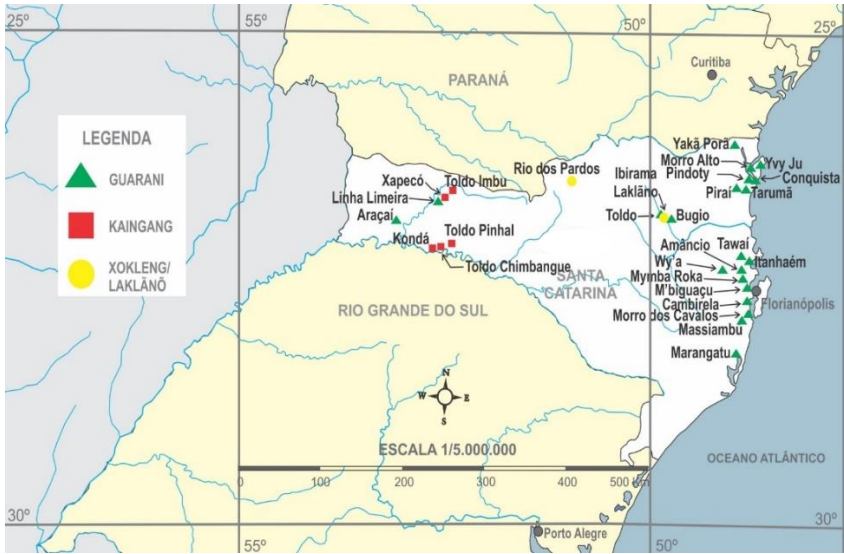 25º
55º
50º
25º
Curitiba
PARANÁ
LEGENDA
GUARANI
KAINGANG
XOKLENG/
LAKLÃNÕ
Yakã Porã
Morro Alto
Yvy Ju
Pindoty
Conquista
Piraí
Tarumã
Rio dos Pardos
Ibirama
Laklãno
Toldo
Bugio
Xapecó
Toldo Imbu
Linha Limeira
Araçaí
Kondá
Toldo Pinhal
Toldo Chimbangue
SANTA
CATARINA
Amâncio
Tawaí
Itanhaém
Wy'a
Mymba Roka
M'biguaçu
Florianópolis
Cambirela
Morro dos Cavalos
Massiambú
Marangatu
RIO GRANDE DO SUL
N
W
E
S
ESCALA 1/5.000.000
0
100
200
300
400
500 km
OCEANO ATLÂNTICO
30º
55º
Porto Alegre
50º
30º